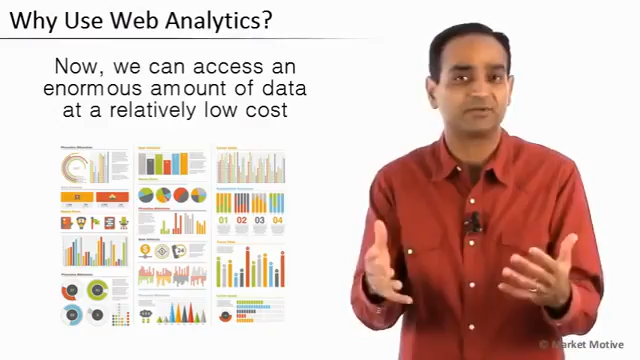 Why Use Web Analytics?
Now, we can access an
enormous amount of data
at a relatively low cost
01 02 03 04
© Market Motive